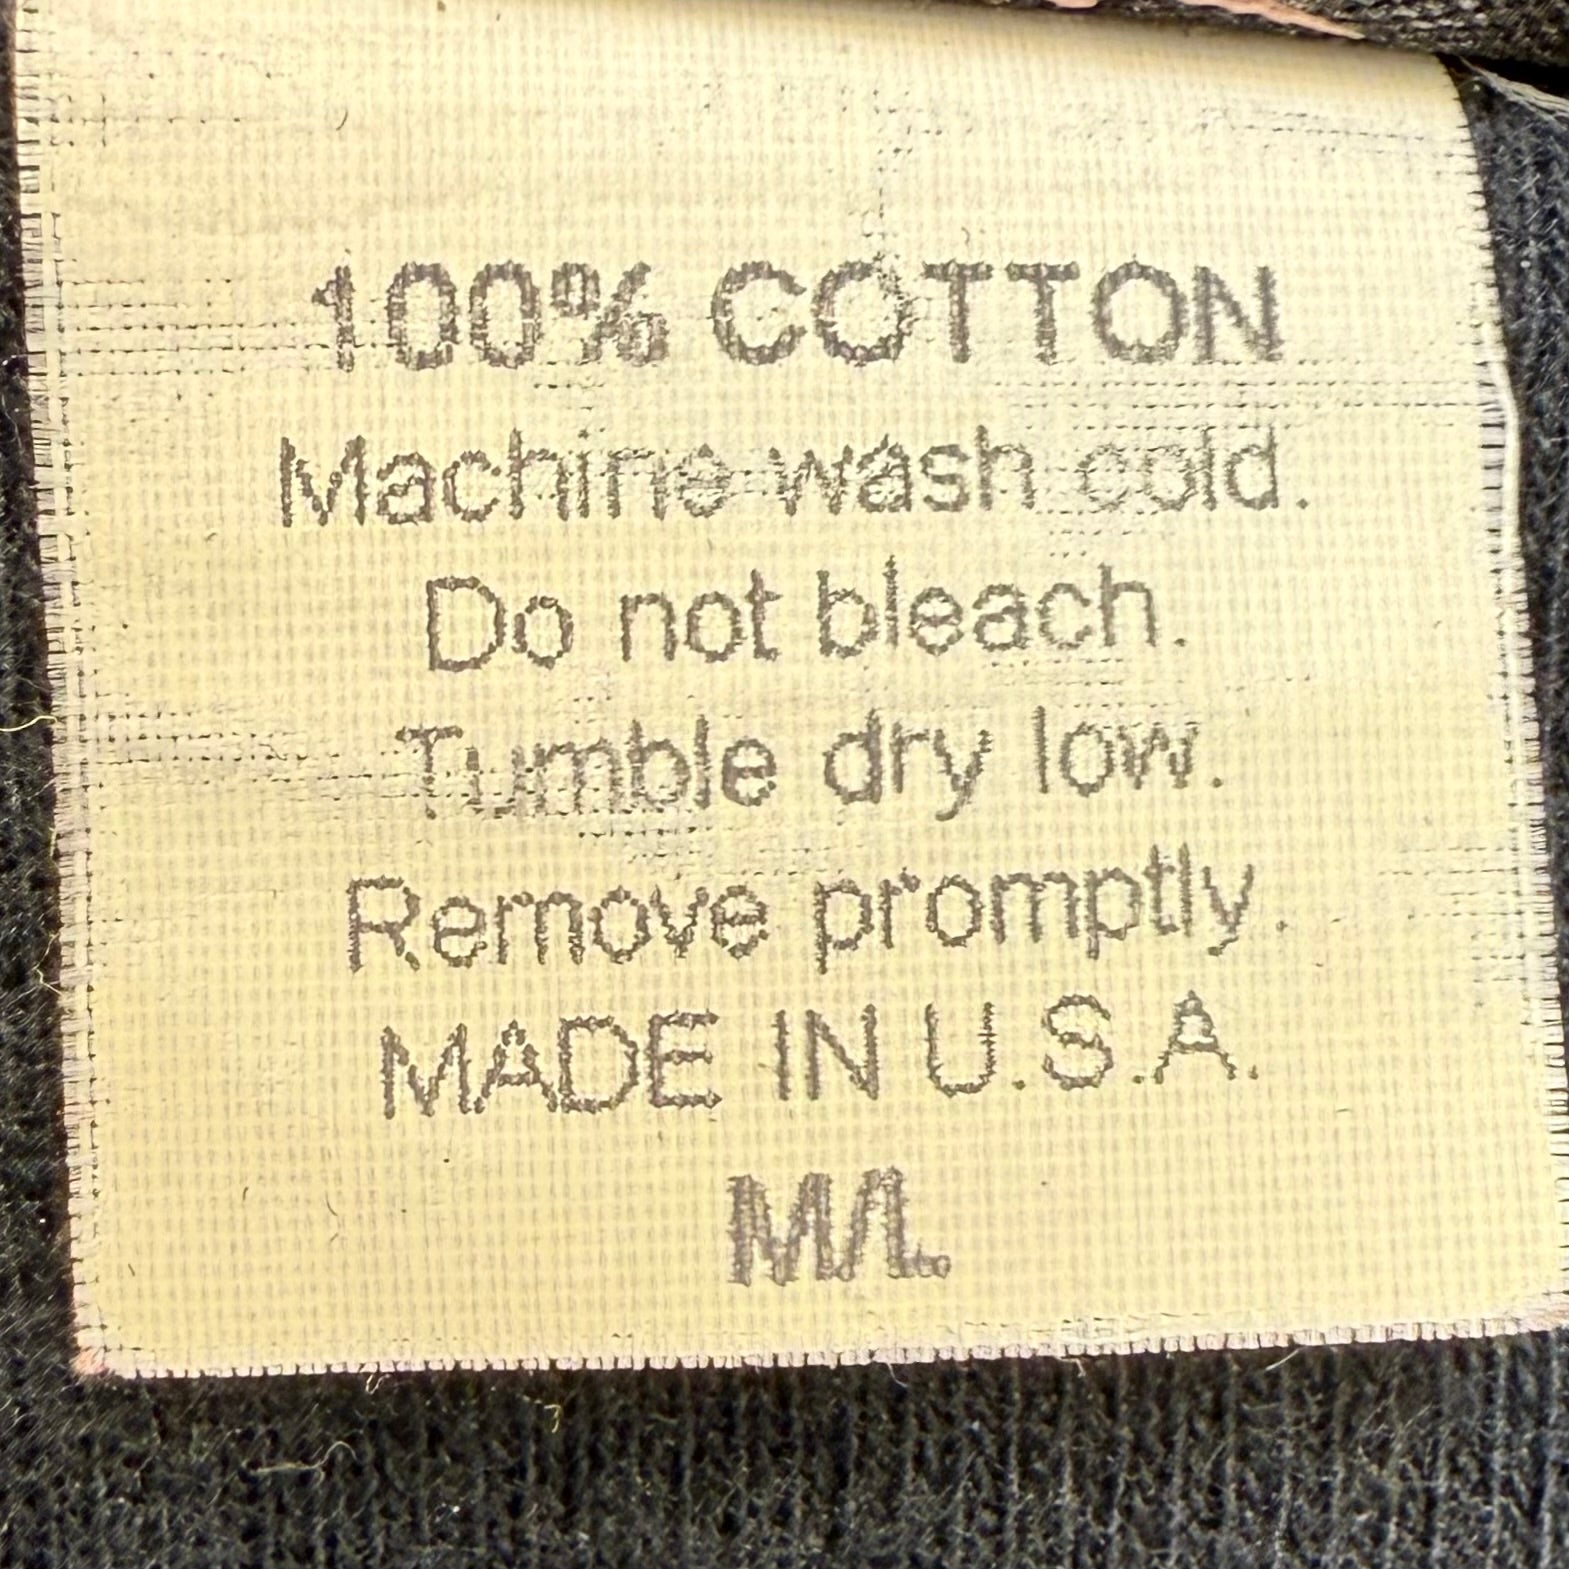 100% COTTON
Machine wash cold.
Do not bleach.
Tumble dry low.
Remove promptly.
MADE IN U.S.A.
M/L